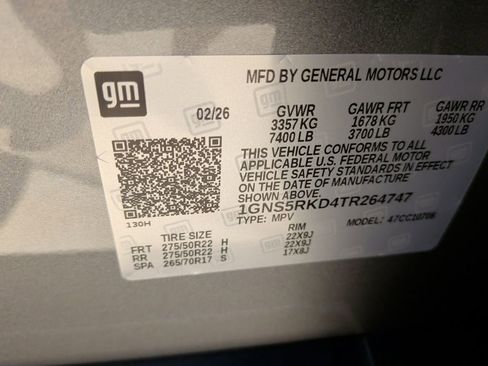 gm
MFD BY GENERAL MOTORS LLC
02/26 GVWR GAWR FRT GAWR RR
3357 KG 1678 KG 1950 KG
7400 LB 3700 LB 4300 LB
THIS VEHICLE CONFORMS TO ALL
APPLICABLE U.S. FEDERAL MOTOR
VEHICLE SAFETY STANDARDS IN EFFECT
ON THE DATE OF MANUFACTURE
1GNS5RKD4TR264747
130H TYPE: MPV MODEL: 47CC10706
TIRE SIZE RIM
FRT 275/50R22 H 22X9J
RR 275/50R22 H 22X9J
SPA 265/70R17 S 17X8J